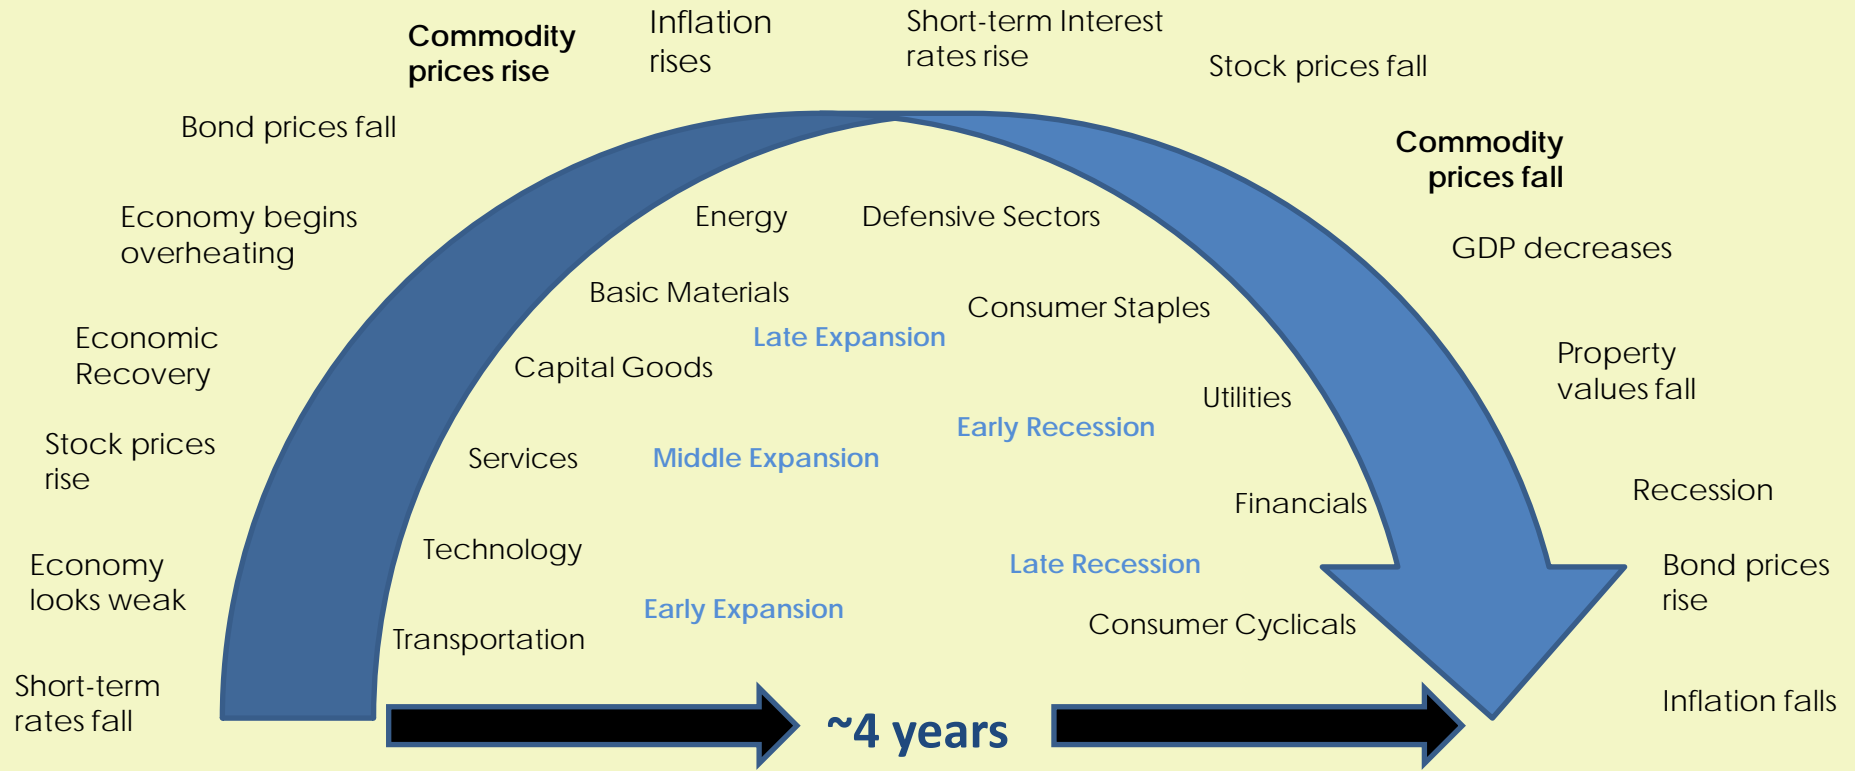 Commodity
prices rise
Inflation
rises
Short-term Interest
rates rise
Stock prices fall
Bond prices fall
Commodity
prices fall
Economy begins
overheating
Energy
Defensive Sectors
GDP decreases
Basic Materials
Consumer Staples
Economic
Recovery
Late Expansion
Capital Goods
Property
values fall
Utilities
Stock prices
rise
Early Recession
Services
Middle Expansion
Financials
Recession
Economy
looks weak
Technology
Late Recession
Bond prices
rise
Early Expansion
Transportation
Consumer Cyclicals
Short-term
rates fall
~4 years
Inflation falls